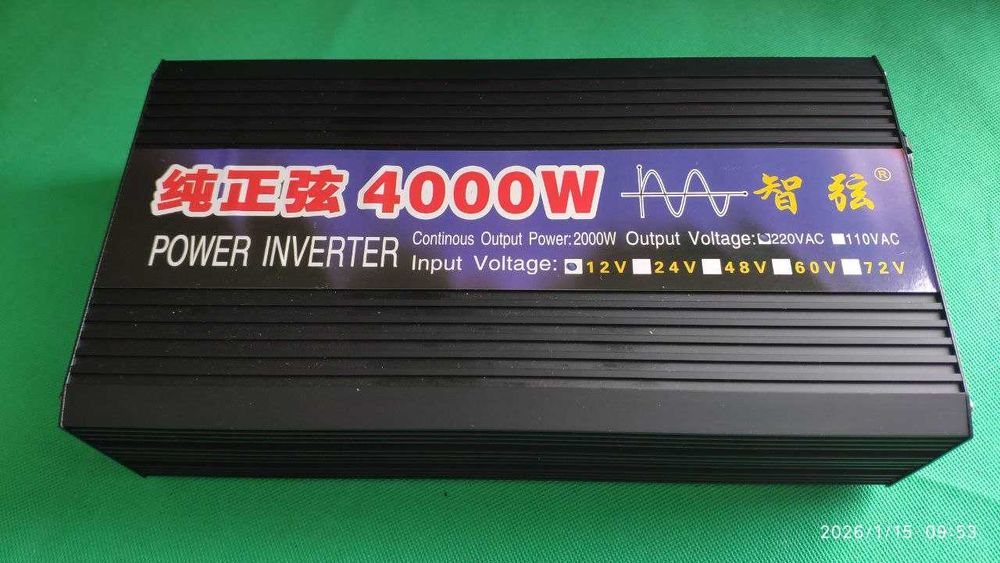 纯正弦 4000W 智弦®
POWER INVERTER
Continous Output Power:2000W Output Voltage: 220VAC 110VAC
Input Voltage: 12V 24V 48V 60V 72V
2026/1/15 09:53